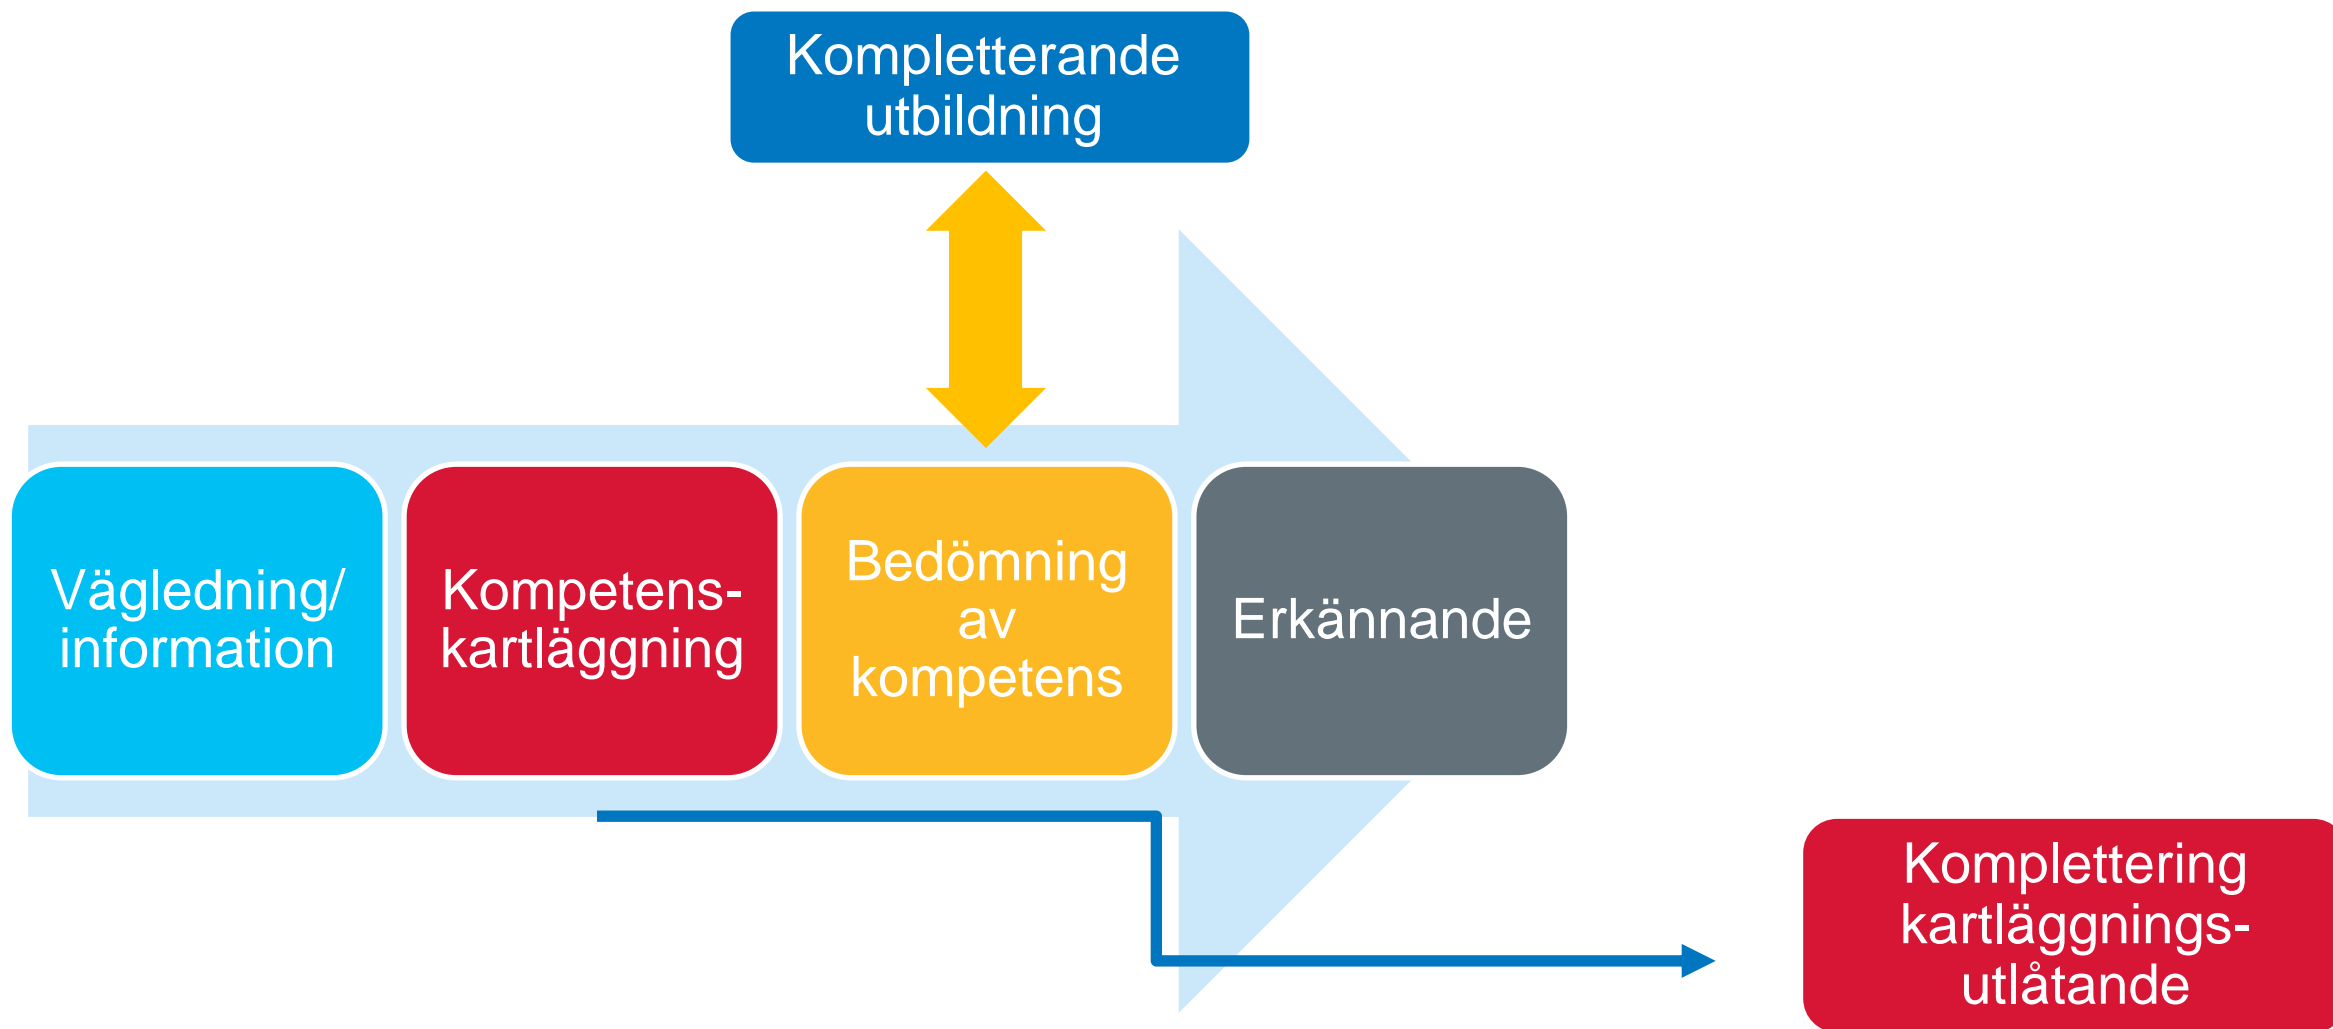 Kompletterande
utbildning
Vägledning/
information
Kompetens-
kartläggning
Bedömning
av
kompetens
Erkännande
Komplettering
kartläggnings-
utlåtande